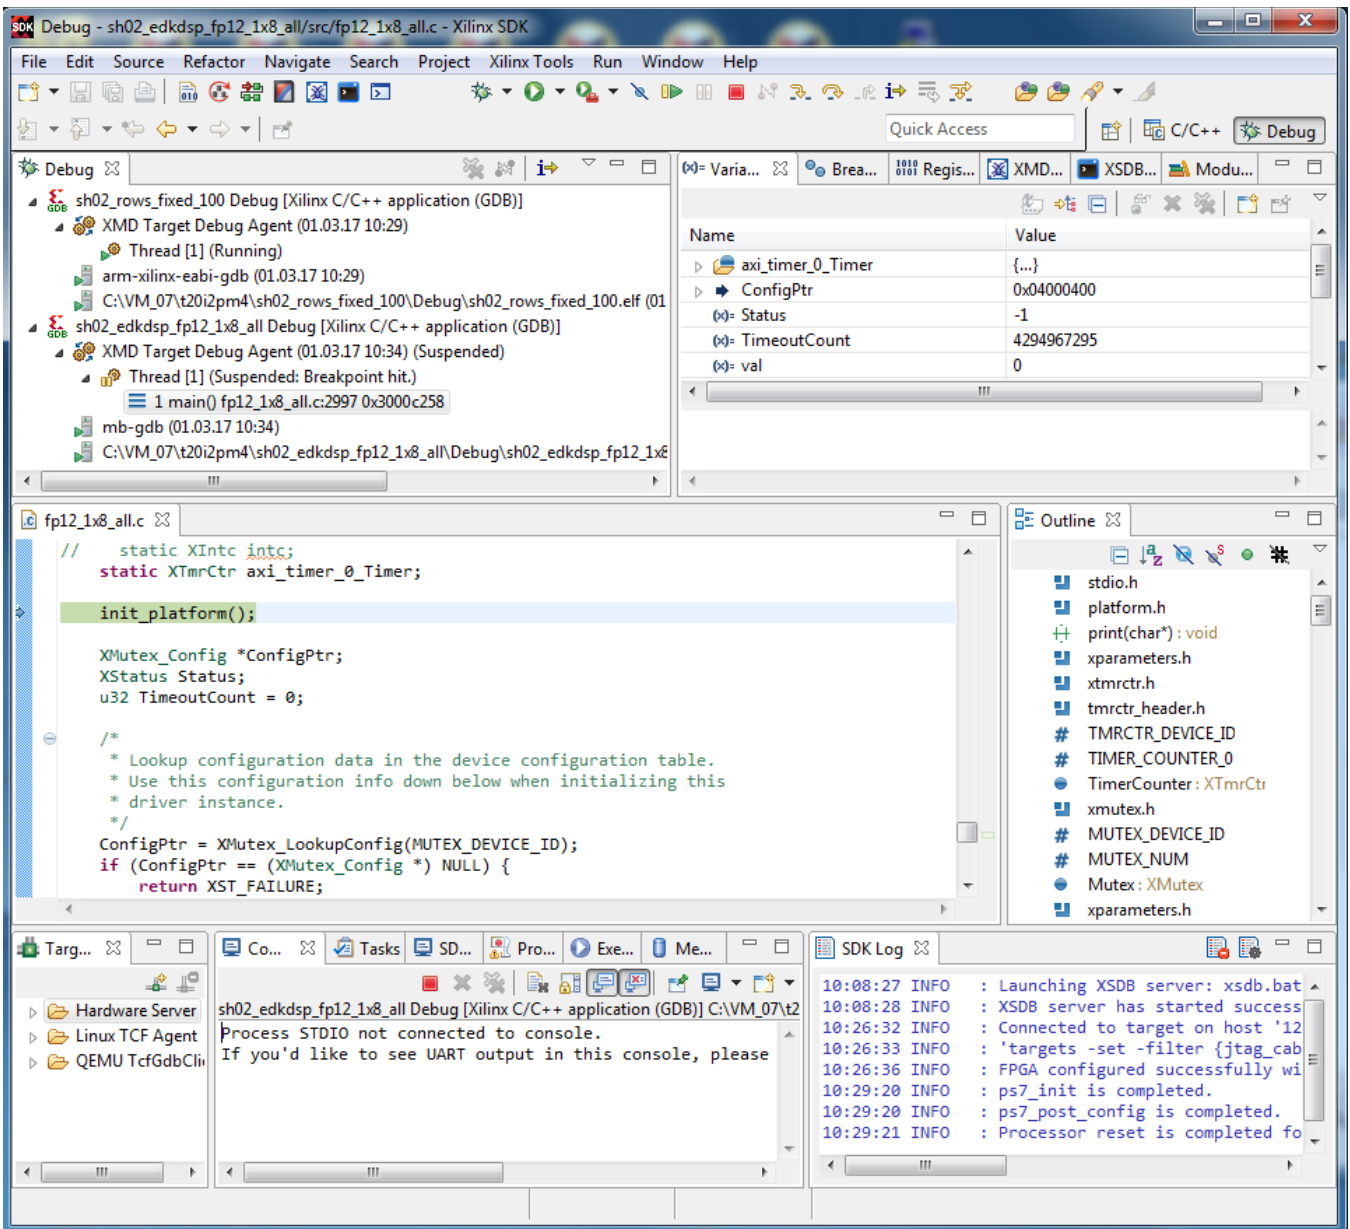 Debug - sh02_edkdsp_fp12_1x8_all/src/fp12_1x8_all.c - Xilinx SDK
File Edit Source Refactor Navigate Search Project Xilinx Tools Run Window Help
Quick Access
C/C++
Debug
Debug
sh02_rows_fixed_100 Debug [Xilinx C/C++ application (GDB)]
XMD Target Debug Agent (01.03.17 10:29)
Thread [1] (Running)
arm-xilinx-eabi-gdb (01.03.17 10:29)
C:\VM_07\t20i2pm4\sh02_rows_fixed_100\Debug\sh02_rows_fixed_100.elf (01
sh02_edkdsp_fp12_1x8_all Debug [Xilinx C/C++ application (GDB)]
XMD Target Debug Agent (01.03.17 10:34) (Suspended)
Thread [1] (Suspended: Breakpoint hit.)
1 main() fp12_1x8_all.c:2997 0x3000c258
mb-gdb (01.03.17 10:34)
C:\VM_07\t20i2pm4\sh02_edkdsp_fp12_1x8_all\Debug\sh02_edkdsp_fp12_1x8
(x)= Varia... Brea... Regis... XMD... XSDB... Modu...
Name Value
axi_timer_0_Timer {...}
ConfigPtr 0x04000400
(x)= Status -1
(x)= TimeoutCount 4294967295
(x)= val 0
fp12_1x8_all.c
//    static XIntc intc;
static XTmrCtr axi_timer_0_Timer;
init_platform();
XMutex_Config *ConfigPtr;
XStatus Status;
u32 TimeoutCount = 0;
/*
* Lookup configuration data in the device configuration table.
* Use this configuration info down below when initializing this
* driver instance.
*/
ConfigPtr = XMutex_LookupConfig(MUTEX_DEVICE_ID);
if (ConfigPtr == (XMutex_Config *) NULL) {
return XST_FAILURE;
Outline
stdio.h
platform.h
print(char*) : void
xparameters.h
xtmrctr.h
tmrctr_header.h
# TMRCTR_DEVICE_ID
# TIMER_COUNTER_0
TimerCounter : XTmrCtr
xmutex.h
# MUTEX_DEVICE_ID
# MUTEX_NUM
Mutex : XMutex
xparameters.h
Targ...
Hardware Server
Linux TCF Agent
QEMU TcfGdbClie
Co... Tasks SD... Pro... Exe... Me...
sh02_edkdsp_fp12_1x8_all Debug [Xilinx C/C++ application (GDB)] C:\VM_07\t2
Process STDIO not connected to console.
If you'd like to see UART output in this console, please
SDK Log
10:08:27 INFO : Launching XSDB server: xsdb.bat
10:08:28 INFO : XSDB server has started success
10:26:32 INFO : Connected to target on host '12
10:26:33 INFO : 'targets -set -filter {jtag_cab
10:26:36 INFO : FPGA configured successfully wi
10:29:20 INFO : ps7_init is completed.
10:29:20 INFO : ps7_post_config is completed.
10:29:21 INFO : Processor reset is completed fo